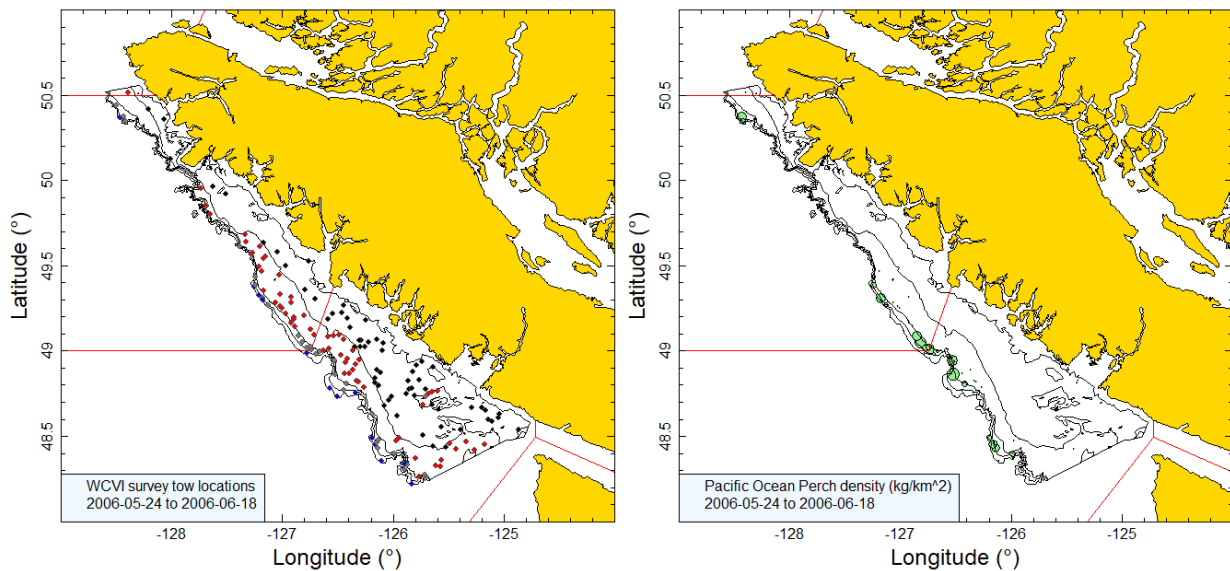 50.5
50
49.5
49
48.5
Latitude (°)
WCVI survey tow locations
2006-05-24 to 2006-06-18
-128
-127
-126
-125
Longitude (°)
50.5
50
49.5
49
48.5
Latitude (°)
Pacific Ocean Perch density (kg/km^2)
2006-05-24 to 2006-06-18
-128
-127
-126
-125
Longitude (°)